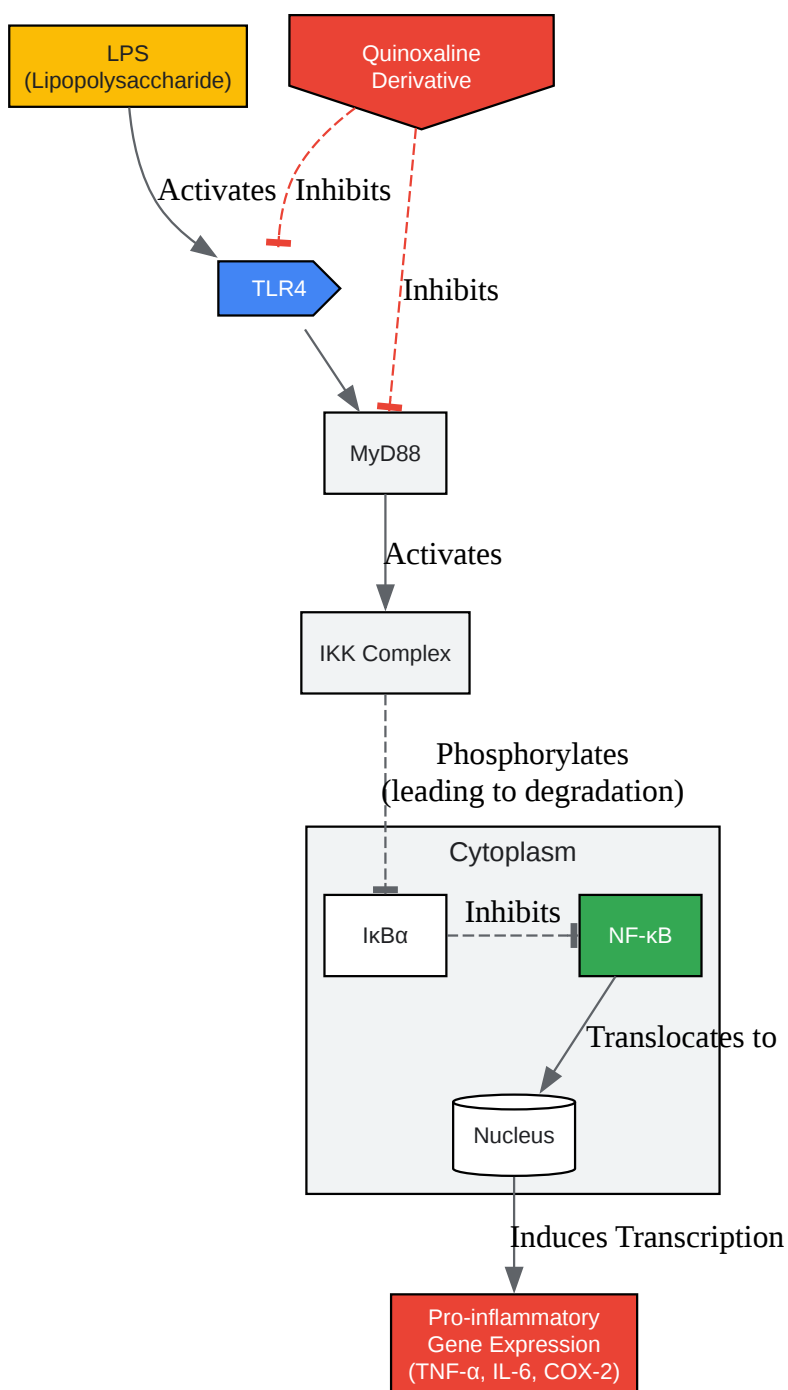 LPS
(Lipopolysaccharide)
Quinoxaline
Derivative
Activates
Inhibits
TLR4
Inhibits
MyD88
Activates
IKK Complex
Phosphorylates
(leading to degradation)
Cytoplasm
IκBα
Inhibits
NF-κB
Translocates to
Nucleus
Induces Transcription
Pro-inflammatory
Gene Expression
(TNF-α, IL-6, COX-2)